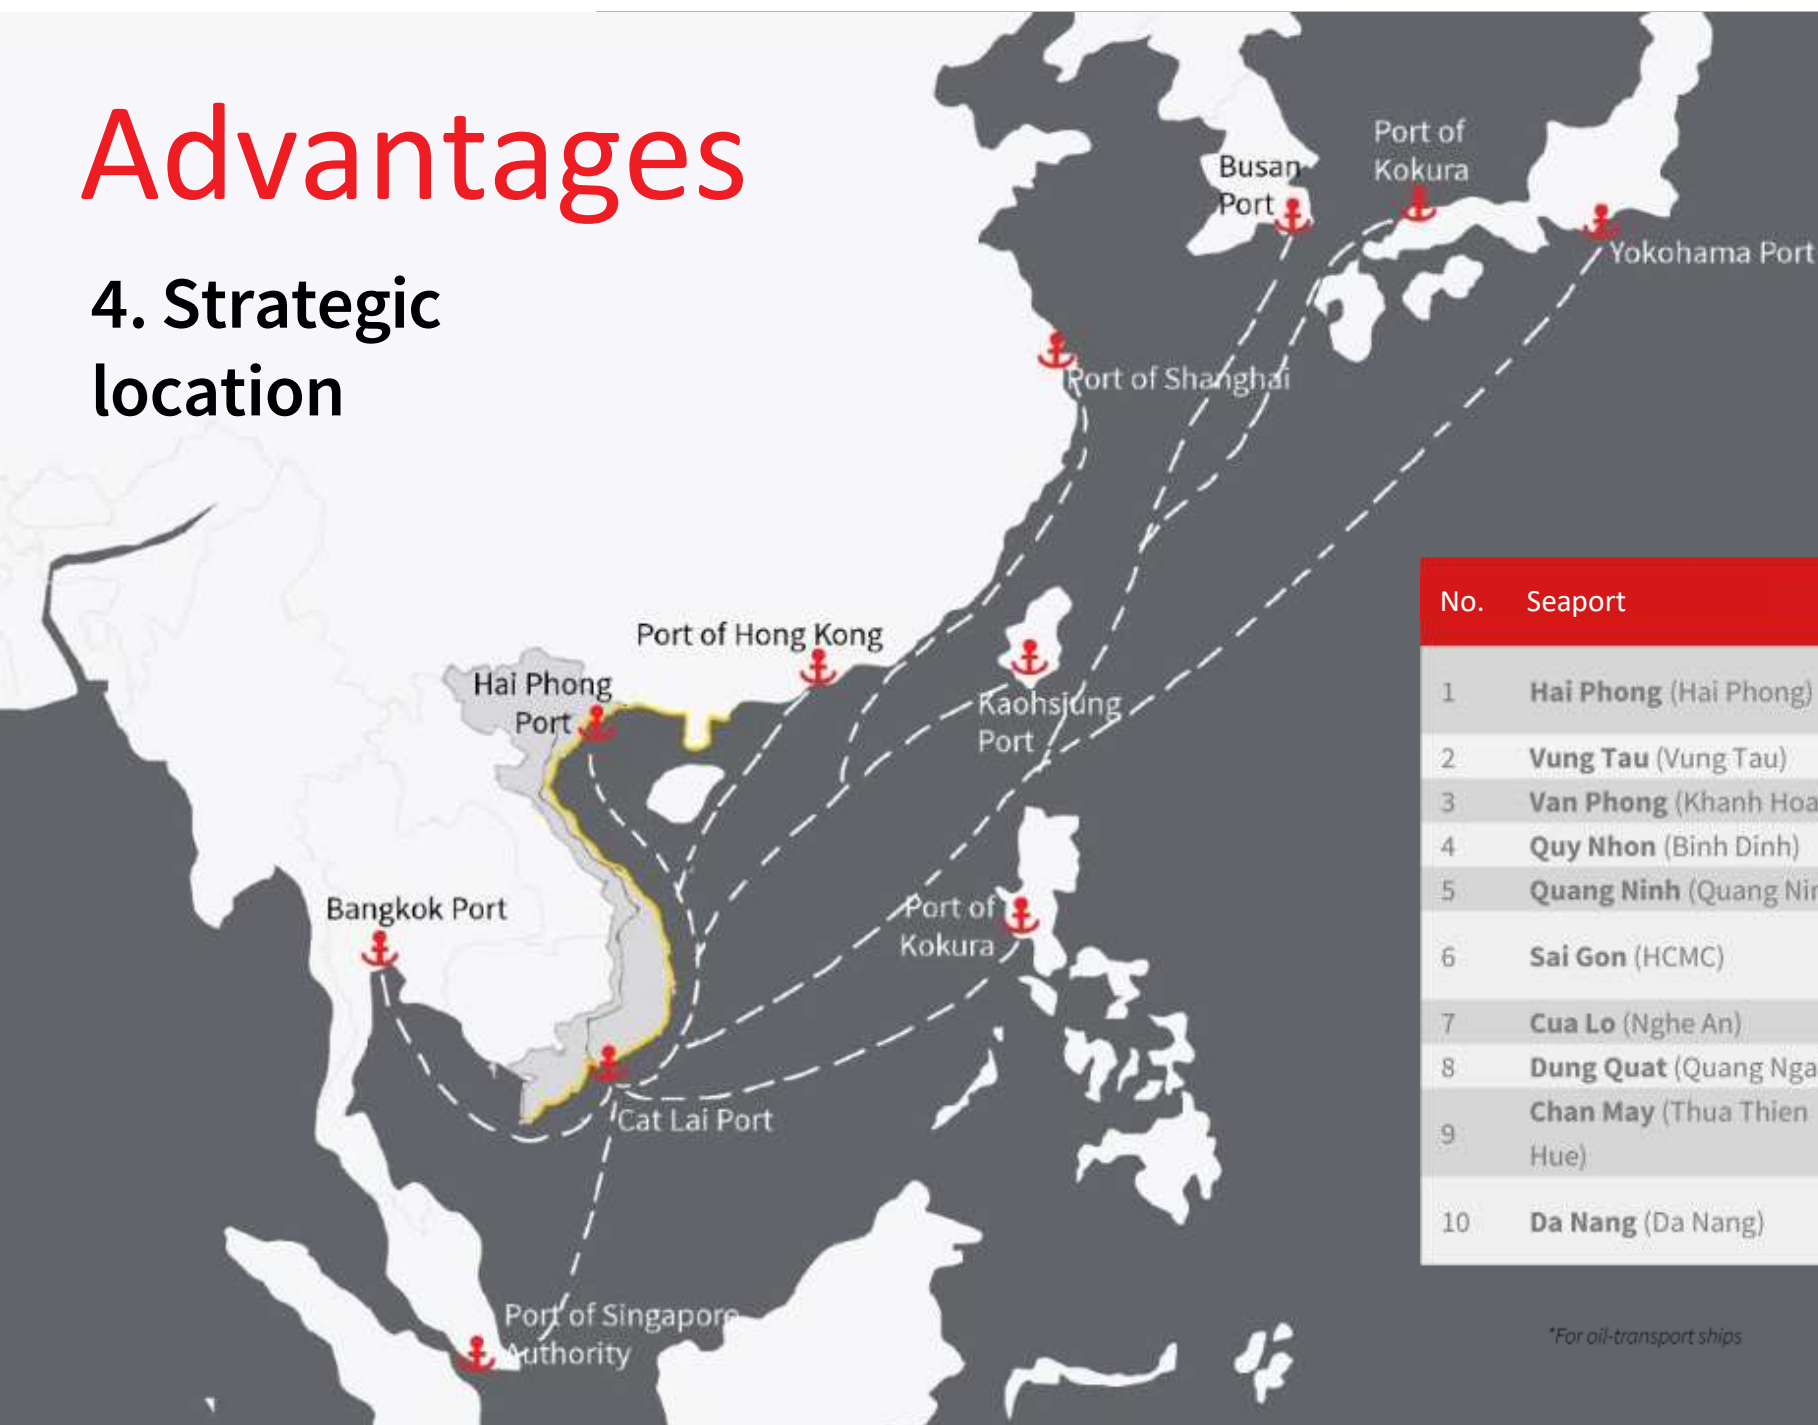 Advantages
4. Strategic
location
Port of
Kokura
Busan
Port
Yokohama Port
Port of Shanghai
Port of Hong Kong
Hai Phong
Port
Kaohsiung
Port
Bangkok Port
Port of
Kokura
Cat Lai Port
Port of Singapore
Authority
No. Seaport
1 Hai Phong (Hai Phong)
2 Vung Tau (Vung Tau)
3 Van Phong (Khanh Hoa
4 Quy Nhon (Binh Dinh)
5 Quang Ninh (Quang Nin
6 Sai Gon (HCMC)
7 Cua Lo (Nghe An)
8 Dung Quat (Quang Nga
9 Chan May (Thua Thien
Hue)
10 Da Nang (Da Nang)
*For oil-transport ships